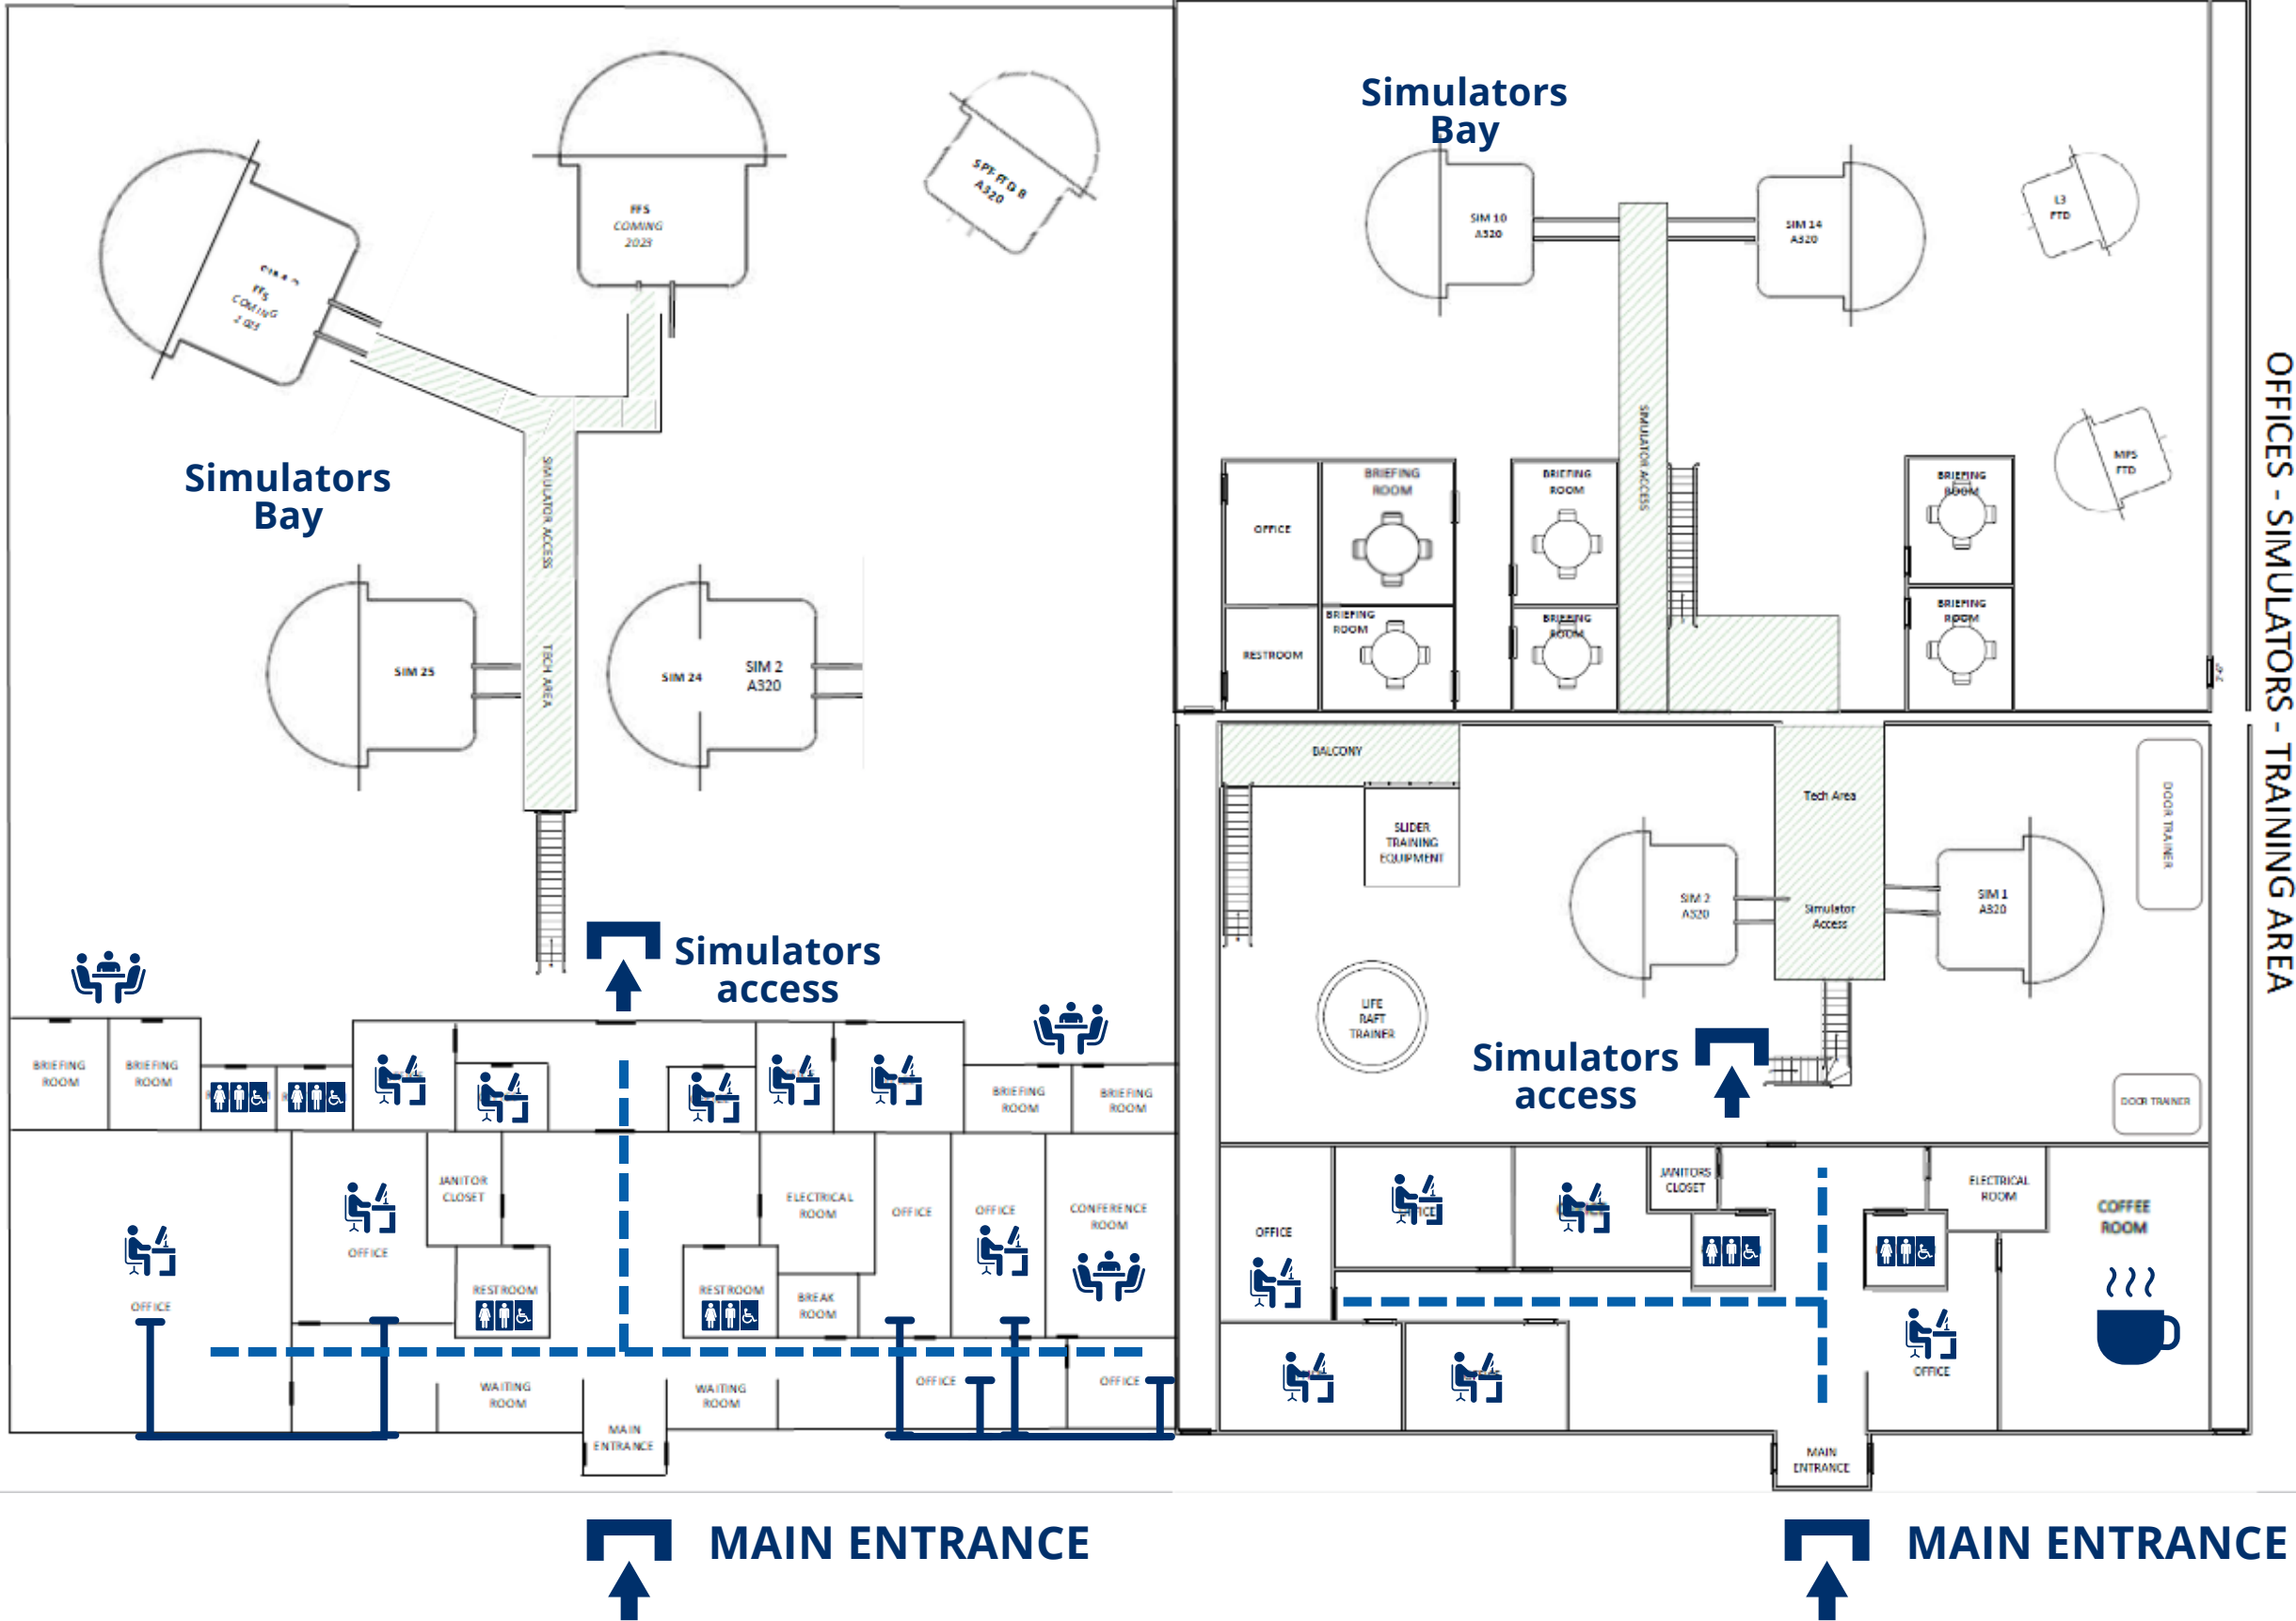 Simulators
Bay
SIM 10
A320
SIM 14
A320
L3
FTD
A320
FFS
COMING
2023
FFS
COMING
SIMULATOR ACCESS
TECH AREA
Simulators
Bay
SIM 25
SIM 24
SIM 2
A320
SIMULATOR ACCESS
MPS
FTD
OFFICE
BRIEFING
ROOM
BRIEFING
ROOM
BRIEFING
ROOM
RESTROOM
BRIEFING
ROOM
BRIEFING
ROOM
BRIEFING
ROOM
OFFICES - SIMULATORS - TRAINING AREA
BALCONY
SLIDER
TRAINING
EQUIPMENT
Tech Area
Simulator
Access
SIM 2
A320
SIM 1
A320
DOOR TRAINER
LIFE
RAFT
TRAINER
DOOR TRAINER
Simulators
access
Simulators
access
BRIEFING
ROOM
BRIEFING
ROOM
BRIEFING
ROOM
BRIEFING
ROOM
JANITOR
CLOSET
OFFICE
OFFICE
RESTROOM
RESTROOM
ELECTRICAL
ROOM
BREAK
ROOM
OFFICE
OFFICE
CONFERENCE
ROOM
WAITING
ROOM
WAITING
ROOM
OFFICE
OFFICE
MAIN
ENTRANCE
OFFICE
JANITORS
CLOSET
ELECTRICAL
ROOM
COFFEE
ROOM
OFFICE
MAIN
ENTRANCE
MAIN ENTRANCE
MAIN ENTRANCE